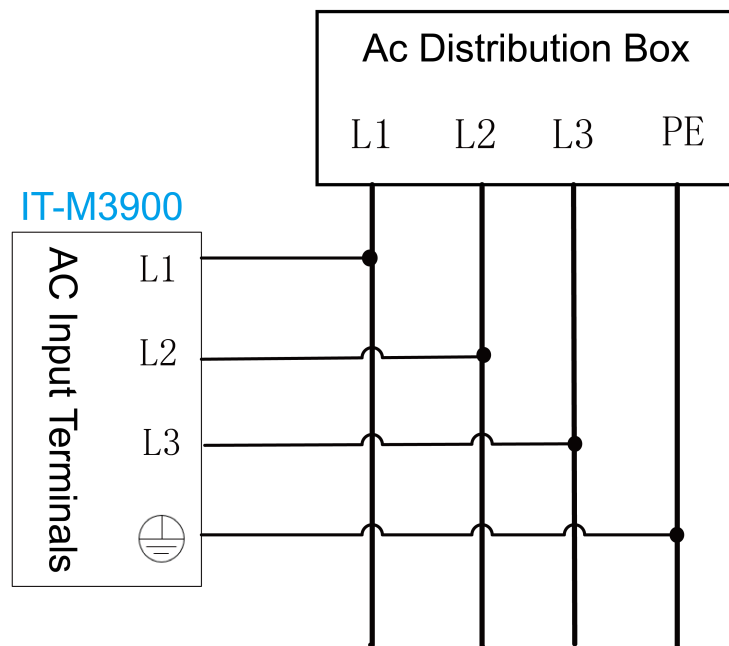 Ac Distribution Box
L1 L2 L3 PE
IT-M3900
AC Input Terminals
L1
L2
L3